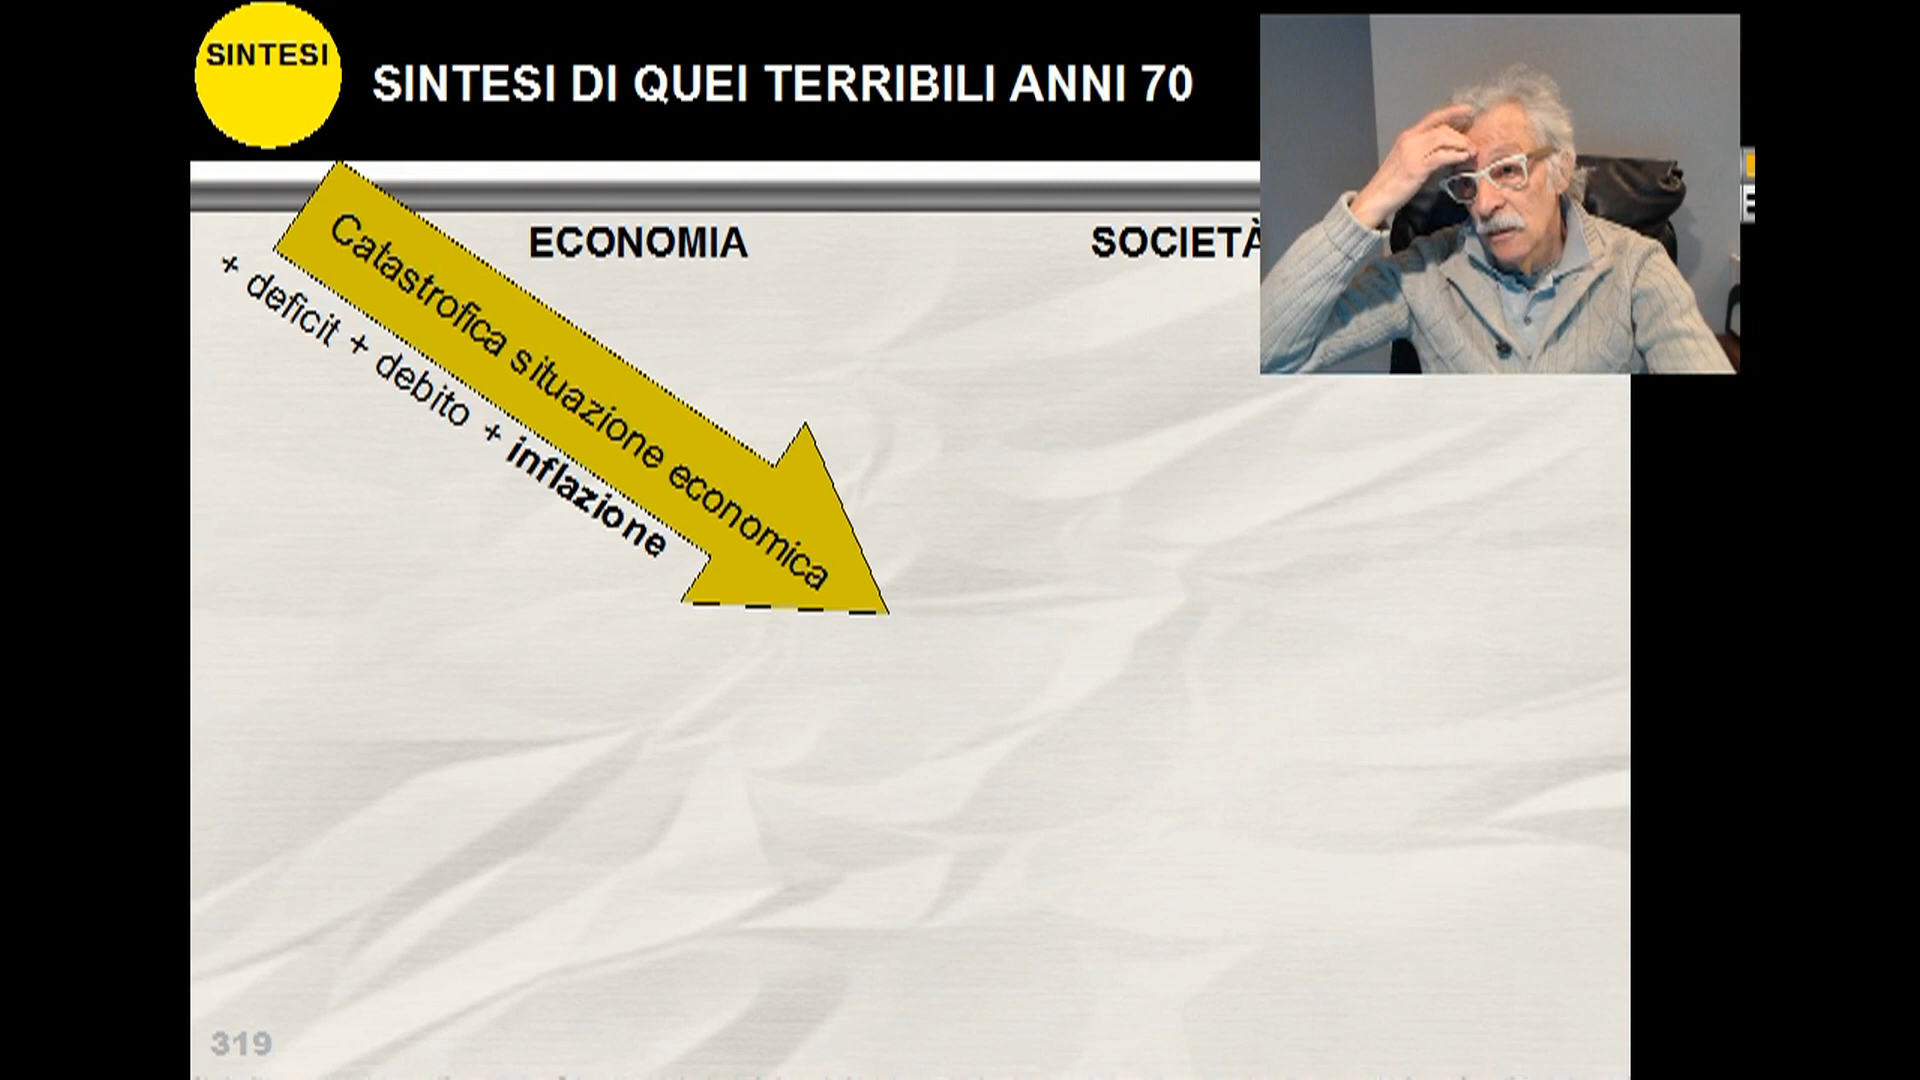 SINTESI
SINTESI DI QUEI TERRIBILI ANNI 70
ECONOMIA
SOCIETÀ
Catastrofica situazione economica
+ deficit + debito + inflazione
319